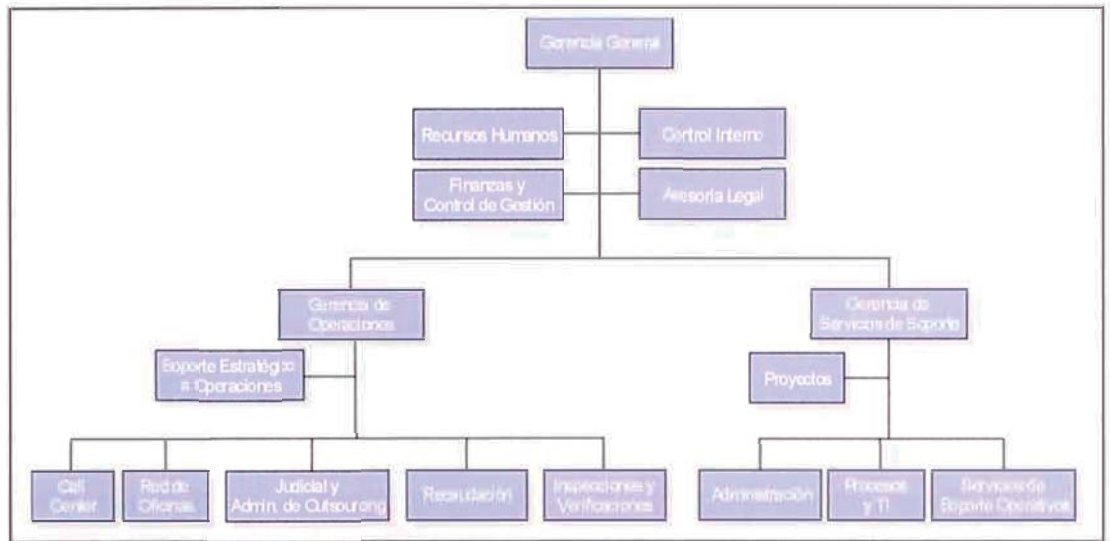 Gerencia General
Recursos Humanos
Control Interno
Finanzas y
Control de Gestión
Asesoría Legal
Gerencia de
Operaciones
Gerencia de
Servicios de Soporte
Soporte Estratégico
a Operaciones
Proyectos
Call
Center
Red de
Oficinas
Judicial y
Admin. de Outsourcing
Recaudación
Inspecciones y
Verificaciones
Administración
Procesos
y TI
Servicios de
Soporte Operativos